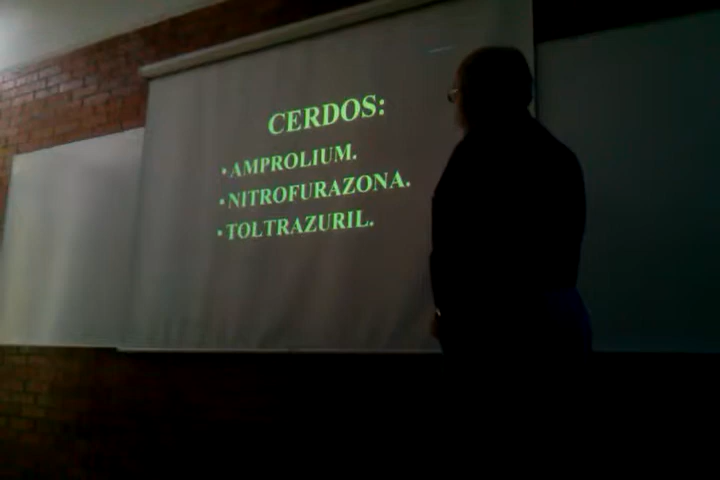 CERDOS:
• AMPROLIUM.
• NITROFURAZONA.
• TOLTRAZURIL.